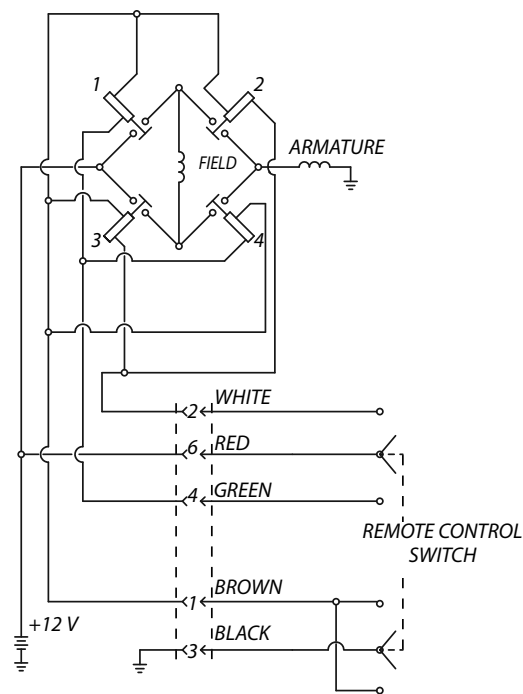 1
2
ARMATURE
FIELD
3
4
2 WHITE
6 RED
4 GREEN
REMOTE CONTROL
SWITCH
1 BROWN
+12 V
3 BLACK